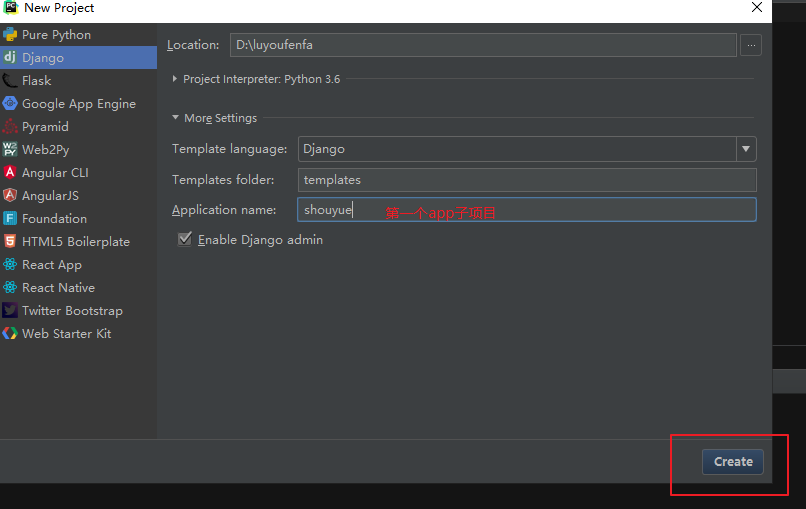 New Project
Pure Python
Django
Flask
Google App Engine
Pyramid
Web2Py
Angular CLI
AngularJS
Foundation
HTML5 Boilerplate
React App
React Native
Twitter Bootstrap
Web Starter Kit
Location: D:\luyoufenfa ...
Project Interpreter: Python 3.6
More Settings
Template language: Django
Templates folder: templates
Application name: shouyue 第一个app子项目
Enable Django admin
Create